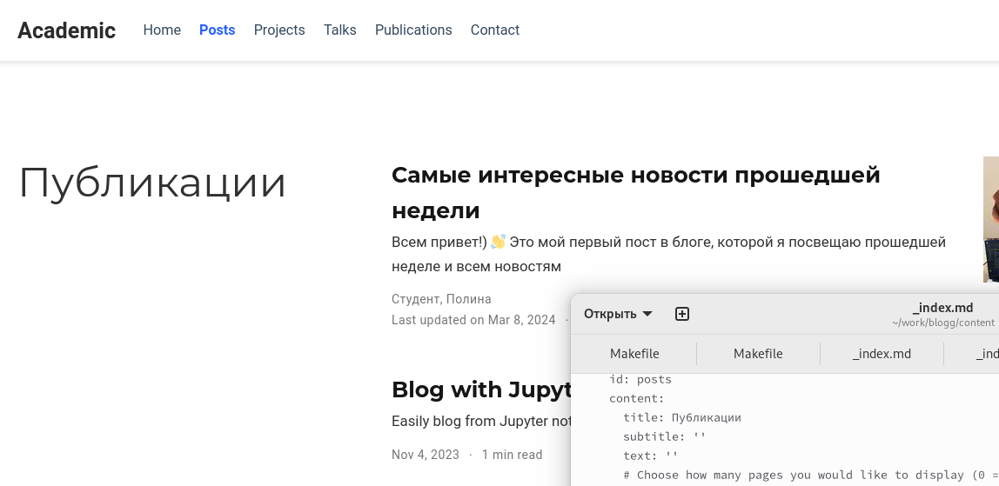 Academic Home Posts Projects Talks Publications Contact
Публикации
Самые интересные новости прошедшей
недели
Всем привет!) 👋 Это мой первый пост в блоге, которой я посвещаю прошедшей
неделе и всем новостям
Студент, Полина
Last updated on Mar 8, 2024 ·
Blog with Jupyt
Easily blog from Jupyter not
Nov 4, 2023 · 1 min read
Открыть
_index.md
~/work/blogg/content
Makefile Makefile _index.md _ind
id: posts
content:
title: Публикации
subtitle: ''
text: ''
# Choose how many pages you would like to display (0 =